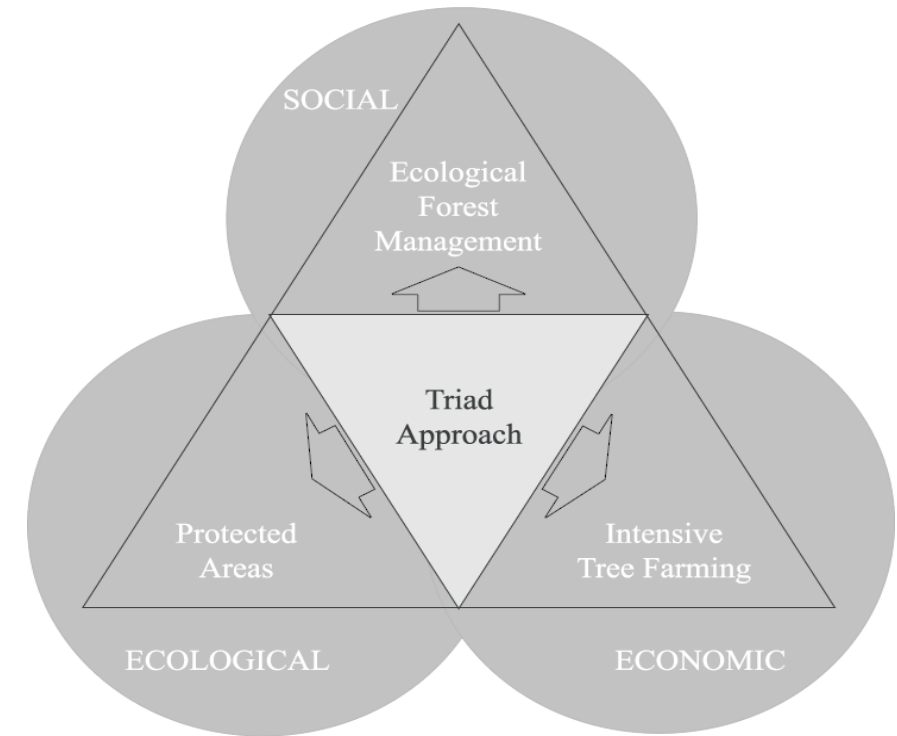 SOCIAL
Ecological
Forest
Management
Triad
Approach
Protected
Areas
Intensive
Tree Farming
ECOLOGICAL
ECONOMIC